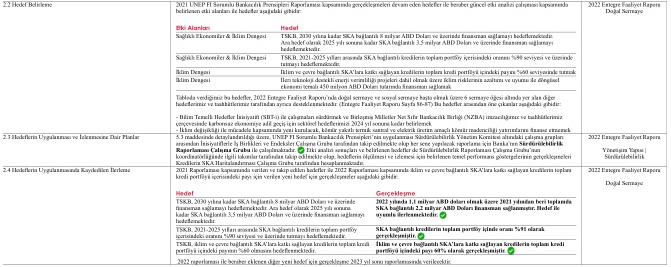 2.2 Hedef Belirleme
2021 UNEP FI Sorumlu Bankacılık Prensipleri Raporlaması kapsamında gerçekleşmeleri devam eden hedefler ile beraber güncel etki analizi çalışması kapsamında
belirlenen etki alanları ile hedefler aşağıdaki gibidir:
2022 Entegre Faaliyet Raporu
Doğal Sermaye
Etki Alanları Hedef
Sağlıklı Ekonomiler & İklim Dengesi TSKB, 2030 yılına kadar SKA bağlantılı 8 milyar ABD Doları ve üzerinde finansman sağlamayı hedeflemektedir.
Ara hedef olarak 2025 yılı sonuna kadar SKA bağlantılı 3,5 milyar ABD Doları ve üzerinde finansman sağlamayı
hedeflemektedir.
Sağlıklı Ekonomiler & İklim Dengesi TSKB, 2021-2025 yılları arasında SKA bağlantılı kredilerin toplam portföy içerisindeki oranını %90 seviyesi ve üzerinde
tutmayı hedeflemektedir.
İklim Dengesi İklim ve çevre bağlantılı SKA'lara katkı sağlayan kredilerin toplam kredi portföyü içindeki payını %60 seviyesinde tutmak
İklim Dengesi İleri teknoloji destekli enerji verimliliği projeleri dahil olmak üzere iklim risklerinin azaltımı ve uyumu ile döngüsel
ekonomi temalı 450 milyon ABD Doları tutarında finansman sağlamak
Tabloda verdiğimiz bu hedefler, 2022 Entegre Faaliyet Raporu'nda doğal sermaye ve sosyal sermaye başta olmak üzere 6 sermaye öğesi altında yer alan diğer
hedeflerimiz ve taahhütlerimiz tarafından ayrıca desteklenmektedir. (Entegre Faaliyet Raporu Sayfa 86-87) Bu hedefler arasından öne çıkanlar aşağıdaki gibidir:
- Bilim Temelli Hedefler İnisiyatifi (SBT-i) ile çalışmaları sürdürmek ve Birleşmiş Milletler Net Sıfır Bankacılık Birliği (NZBA) imzacılığımız ve taahhütlerimiz
çerçevesinde karbonsuz ekonomiye adil geçiş için sektörel hedeflerimizi 2024 yılı sonuna kadar belirlemek
- İklim değişikliği ile mücadele kapsamında yeni kurulacak, kömür yakıtlı termik santral ve elektrik üretim amaçlı kömür madenciliği yatırımlarını finanse etmemek
2.3 Hedeflerin Uygulanması ve İzlenmesine Dair Planlar
5.3 maddesinde detaylandırıldığı üzere, UNEP FI Sorumlu Bankacılık Prensipleri'nin uygulanması Sürdürülebilirlik Yönetim Komitesi altındaki çalışma grupları
arasından İnisiyatifler İş Birlikleri ve Endeksler Çalışma Grubu tarafından takip edilmekte olup her sene yapılacak raporlama için Banka'nın Sürdürülebilirlik
Raporlaması Çalışma Grubu ile çalışılmaktadır. Etki analizi sonuçları ve belirlenen hedefler de Sürdürülebilirlik Raporlaması Çalışma Grubu'nun
koordinatörlüğünde ilgili takımlar tarafından takip edilmekte olup, hedeflerin ölçülmesi ve izlenmesi için belirlenen temel performans göstergelerinin gerçekleşmeleri
Kredilerin SKA Haritalandırması Çalışma Grubu tarafından hesaplanmaktadır.
2022 Entegre Faaliyet Raporu
Yönetişim Yapısı |
Sürdürülebilirlik
2.4 Hedeflerin Uygulanmasında Kaydedilen İlerleme
2021 Raporlaması kapsamında verilen ve takip edilen hedefler ile 2022 Raporlaması kapsamında iklim ve çevre bağlantılı SKA'lara katkı sağlayan kredilerin toplam
kredi portföyü içerisindeki payı için verilen yeni hedef için gerçekleşmeler aşağıdaki gibidir:
2022 Entegre Faaliyet Raporu
Doğal Sermaye
Hedef Gerçekleşme
TSKB, 2030 yılına kadar SKA bağlantılı 8 milyar ABD Doları ve üzerinde
finansman sağlamayı hedeflemektedir. Ara hedef olarak 2025 yılı sonuna kadar
SKA bağlantılı 3,5 milyar ABD Doları ve üzerinde finansman sağlamayı
hedeflemektedir.
2022 yılında 1,1 milyar ABD doları olmak üzere 2021 yılından beri toplamda
SKA bağlantılı 2,2 milyar ABD Doları finansman sağlanmıştır. Hedef ile
uyumlu ilerlenmektedir.
TSKB, 2021-2025 yılları arasında SKA bağlantılı kredilerin toplam portföy
içerisindeki oranını %90 seviyesi ve üzerinde tutmayı hedeflemektedir.
SKA bağlantılı kredilerin toplam portföy içindeki oranı %91 olarak
gerçekleşmiştir.
TSKB, iklim ve çevre bağlantılı SKA'lara katkı sağlayan kredilerin toplam kredi
portföyü içindeki payının %60 olmasını hedeflemektedir.
İklim ve çevre bağlantılı SKA'lara katkı sağlayan kredilerin toplam kredi
portföyü içindeki payı %60 olarak gerçekleşmiştir
2022 raporlaması ile beraber eklenen diğer yeni hedef için gerçekleşme 2023 yıl sonu raporlamasında verilecektir.